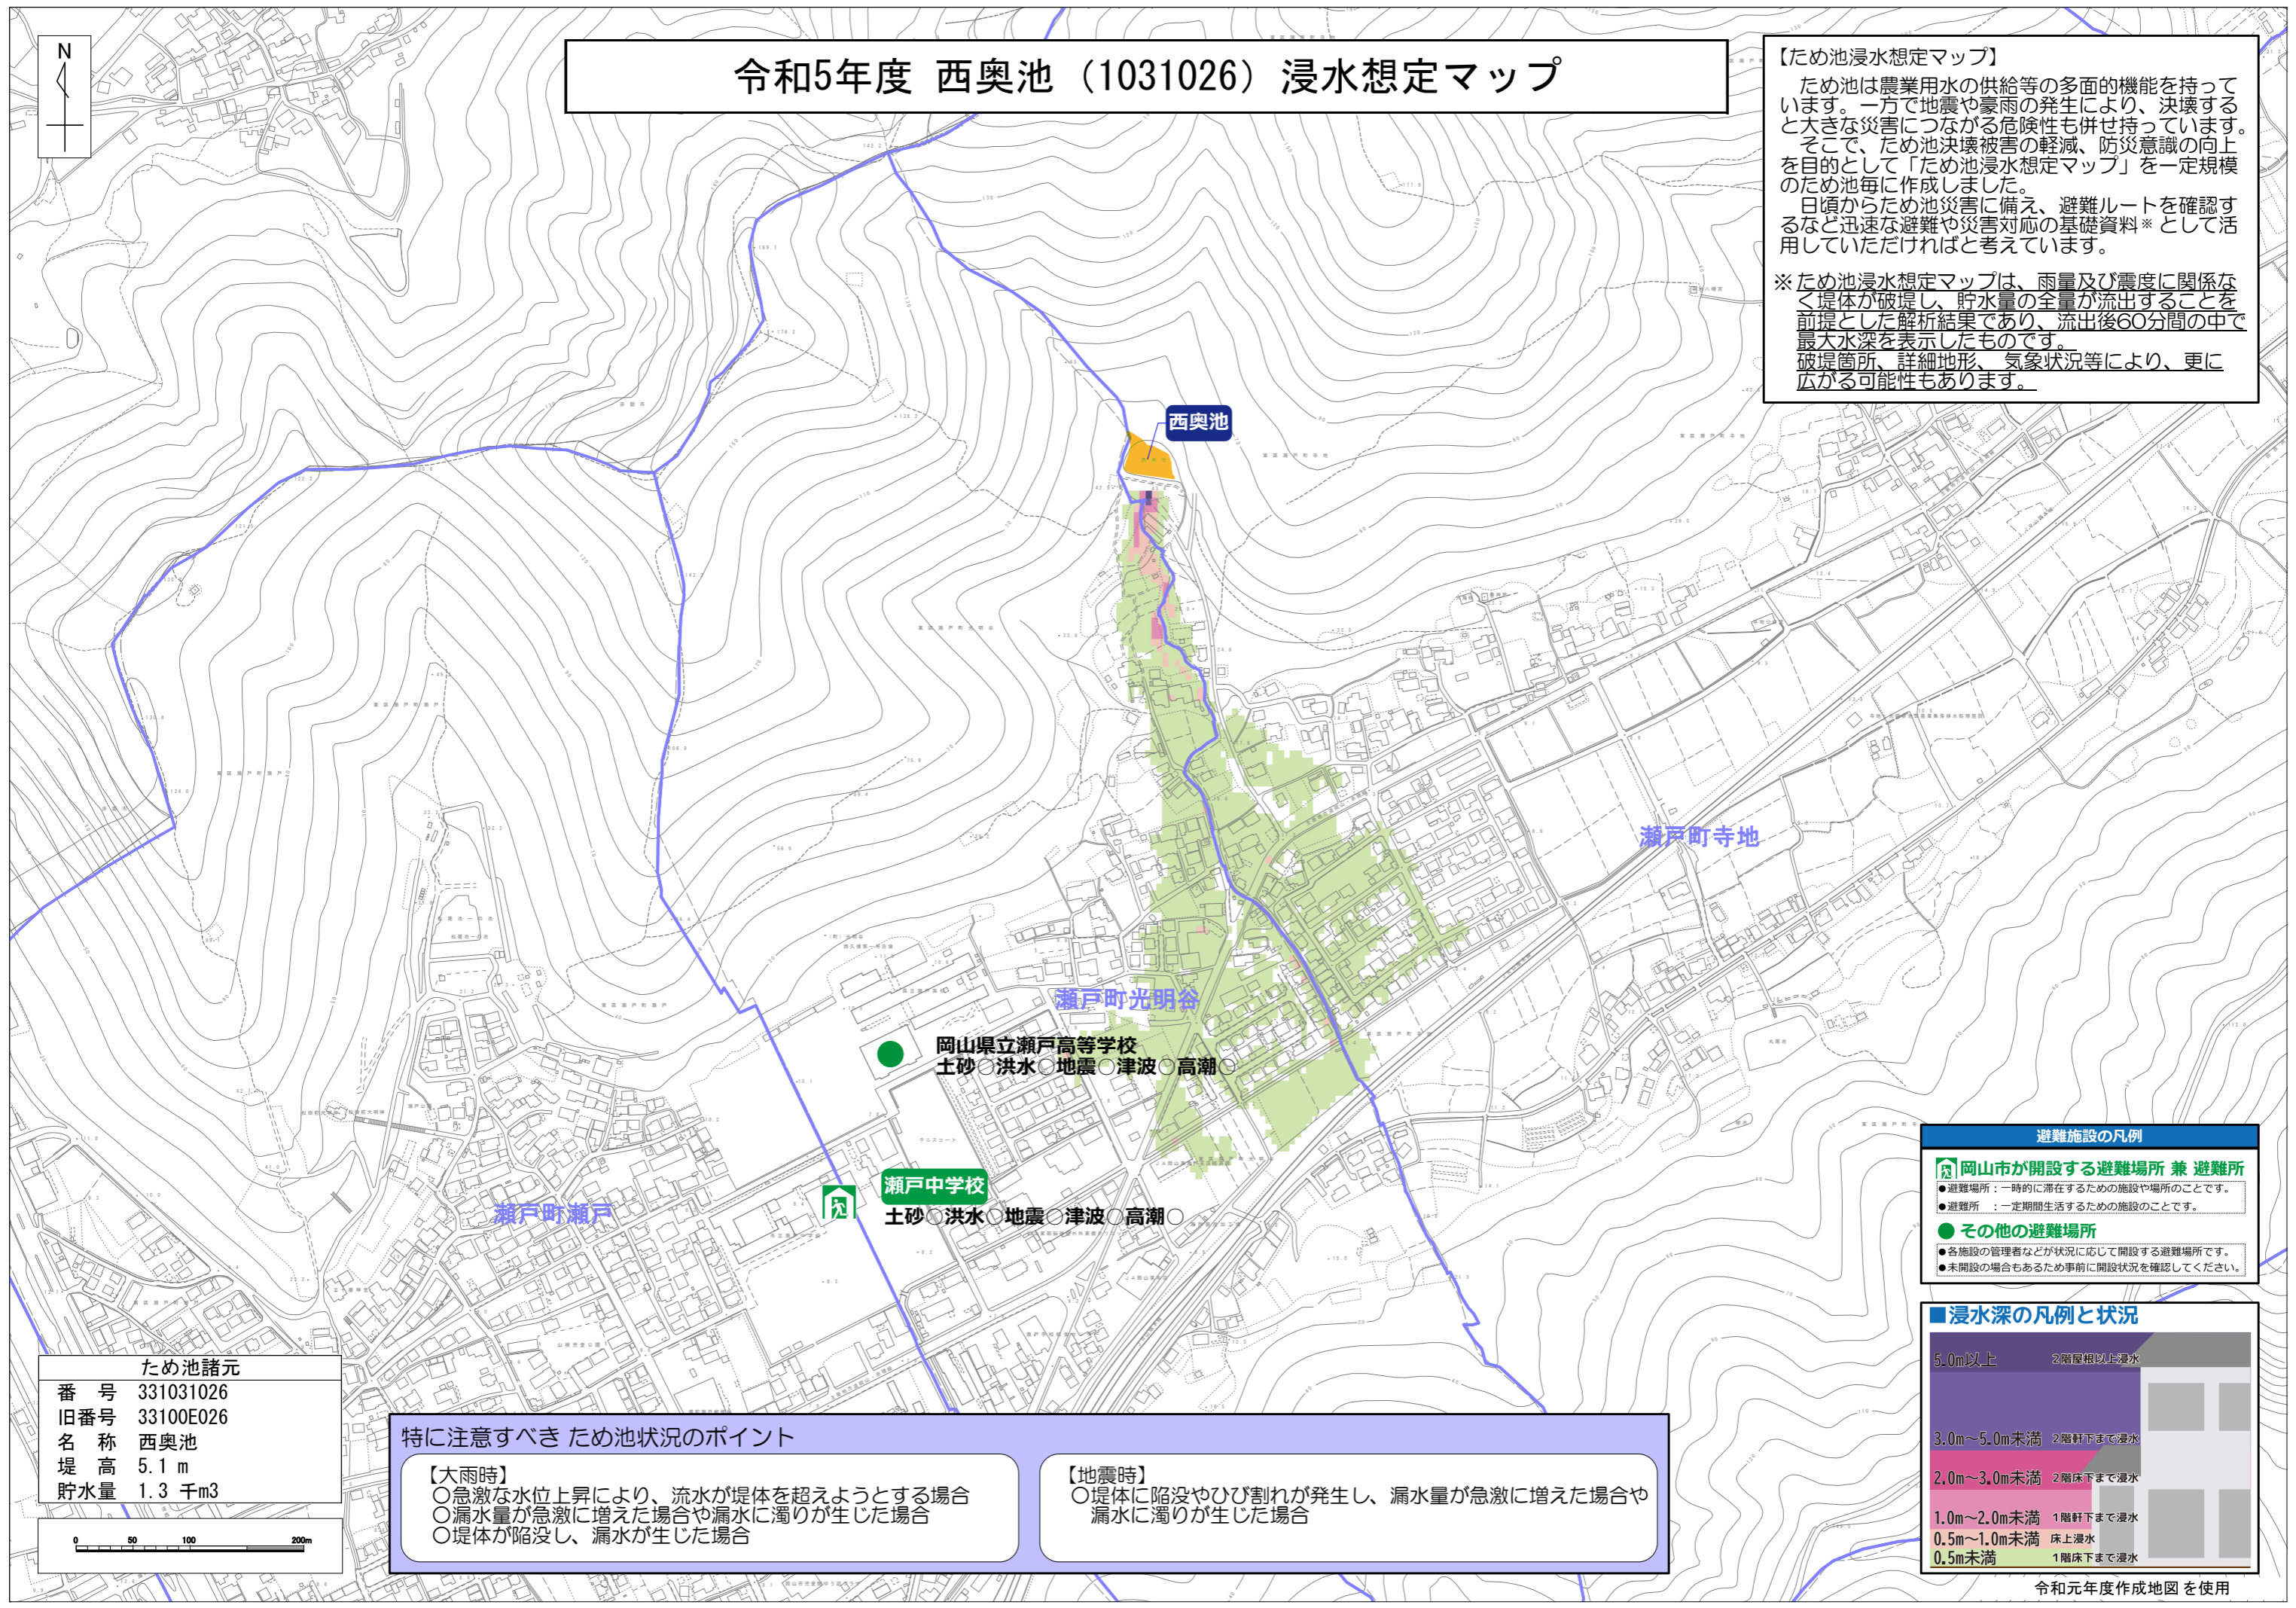 N
令和5年度 西奥池（1031026）浸水想定マップ
【ため池浸水想定マップ】
ため池は農業用水の供給等の多面的機能を持って
います。一方で地震や豪雨の発生により、決壊する
と大きな災害につながる危険性も併せ持っています。
そこで、ため池決壊被害の軽減、防災意識の向上
を目的として「ため池浸水想定マップ」を一定規模
のため池毎に作成しました。
日頃からため池災害に備え、避難ルートを確認す
るなど迅速な避難や災害対応の基礎資料※として活
用していただければと考えています。
※ため池浸水想定マップは、雨量及び震度に関係な
く堤体が破堤し、貯水量の全量が流出することを
前提とした解析結果であり、流出後60分間の中で
最大水深を表示したものです。
破堤箇所、詳細地形、気象状況等により、更に
広がる可能性もあります。
西奥池
瀬戸町寺地
瀬戸町光明谷
岡山県立瀬戸高等学校
土砂○洪水○地震○津波○高潮○
瀬戸中学校
土砂○洪水○地震○津波○高潮○
瀬戸町瀬戸
避難施設の凡例
岡山市が開設する避難場所 兼 避難所
●避難場所：一時的に滞在するための施設や場所のことです。
●避難所　：一定期間生活するための施設のことです。
● その他の避難場所
●各施設の管理者などが状況に応じて開設する避難場所です。
●未開設の場合もあるため事前に開設状況を確認してください。
■浸水深の凡例と状況
5.0m以上 2階屋根以上浸水
3.0m～5.0m未満 2階軒下まで浸水
2.0m～3.0m未満 2階床下まで浸水
1.0m～2.0m未満 1階軒下まで浸水
0.5m～1.0m未満 床上浸水
0.5m未満 1階床下まで浸水
令和元年度作成地図を使用
ため池諸元
番　号 331031026
旧番号 33100E026
名　称 西奥池
堤　高 5.1 m
貯水量 1.3 千m3
0 50 100 200m
特に注意すべき ため池状況のポイント
【大雨時】
○急激な水位上昇により、流水が堤体を超えようとする場合
○漏水量が急激に増えた場合や漏水に濁りが生じた場合
○堤体が陥没し、漏水が生じた場合
【地震時】
○堤体に陥没やひび割れが発生し、漏水量が急激に増えた場合や
漏水に濁りが生じた場合